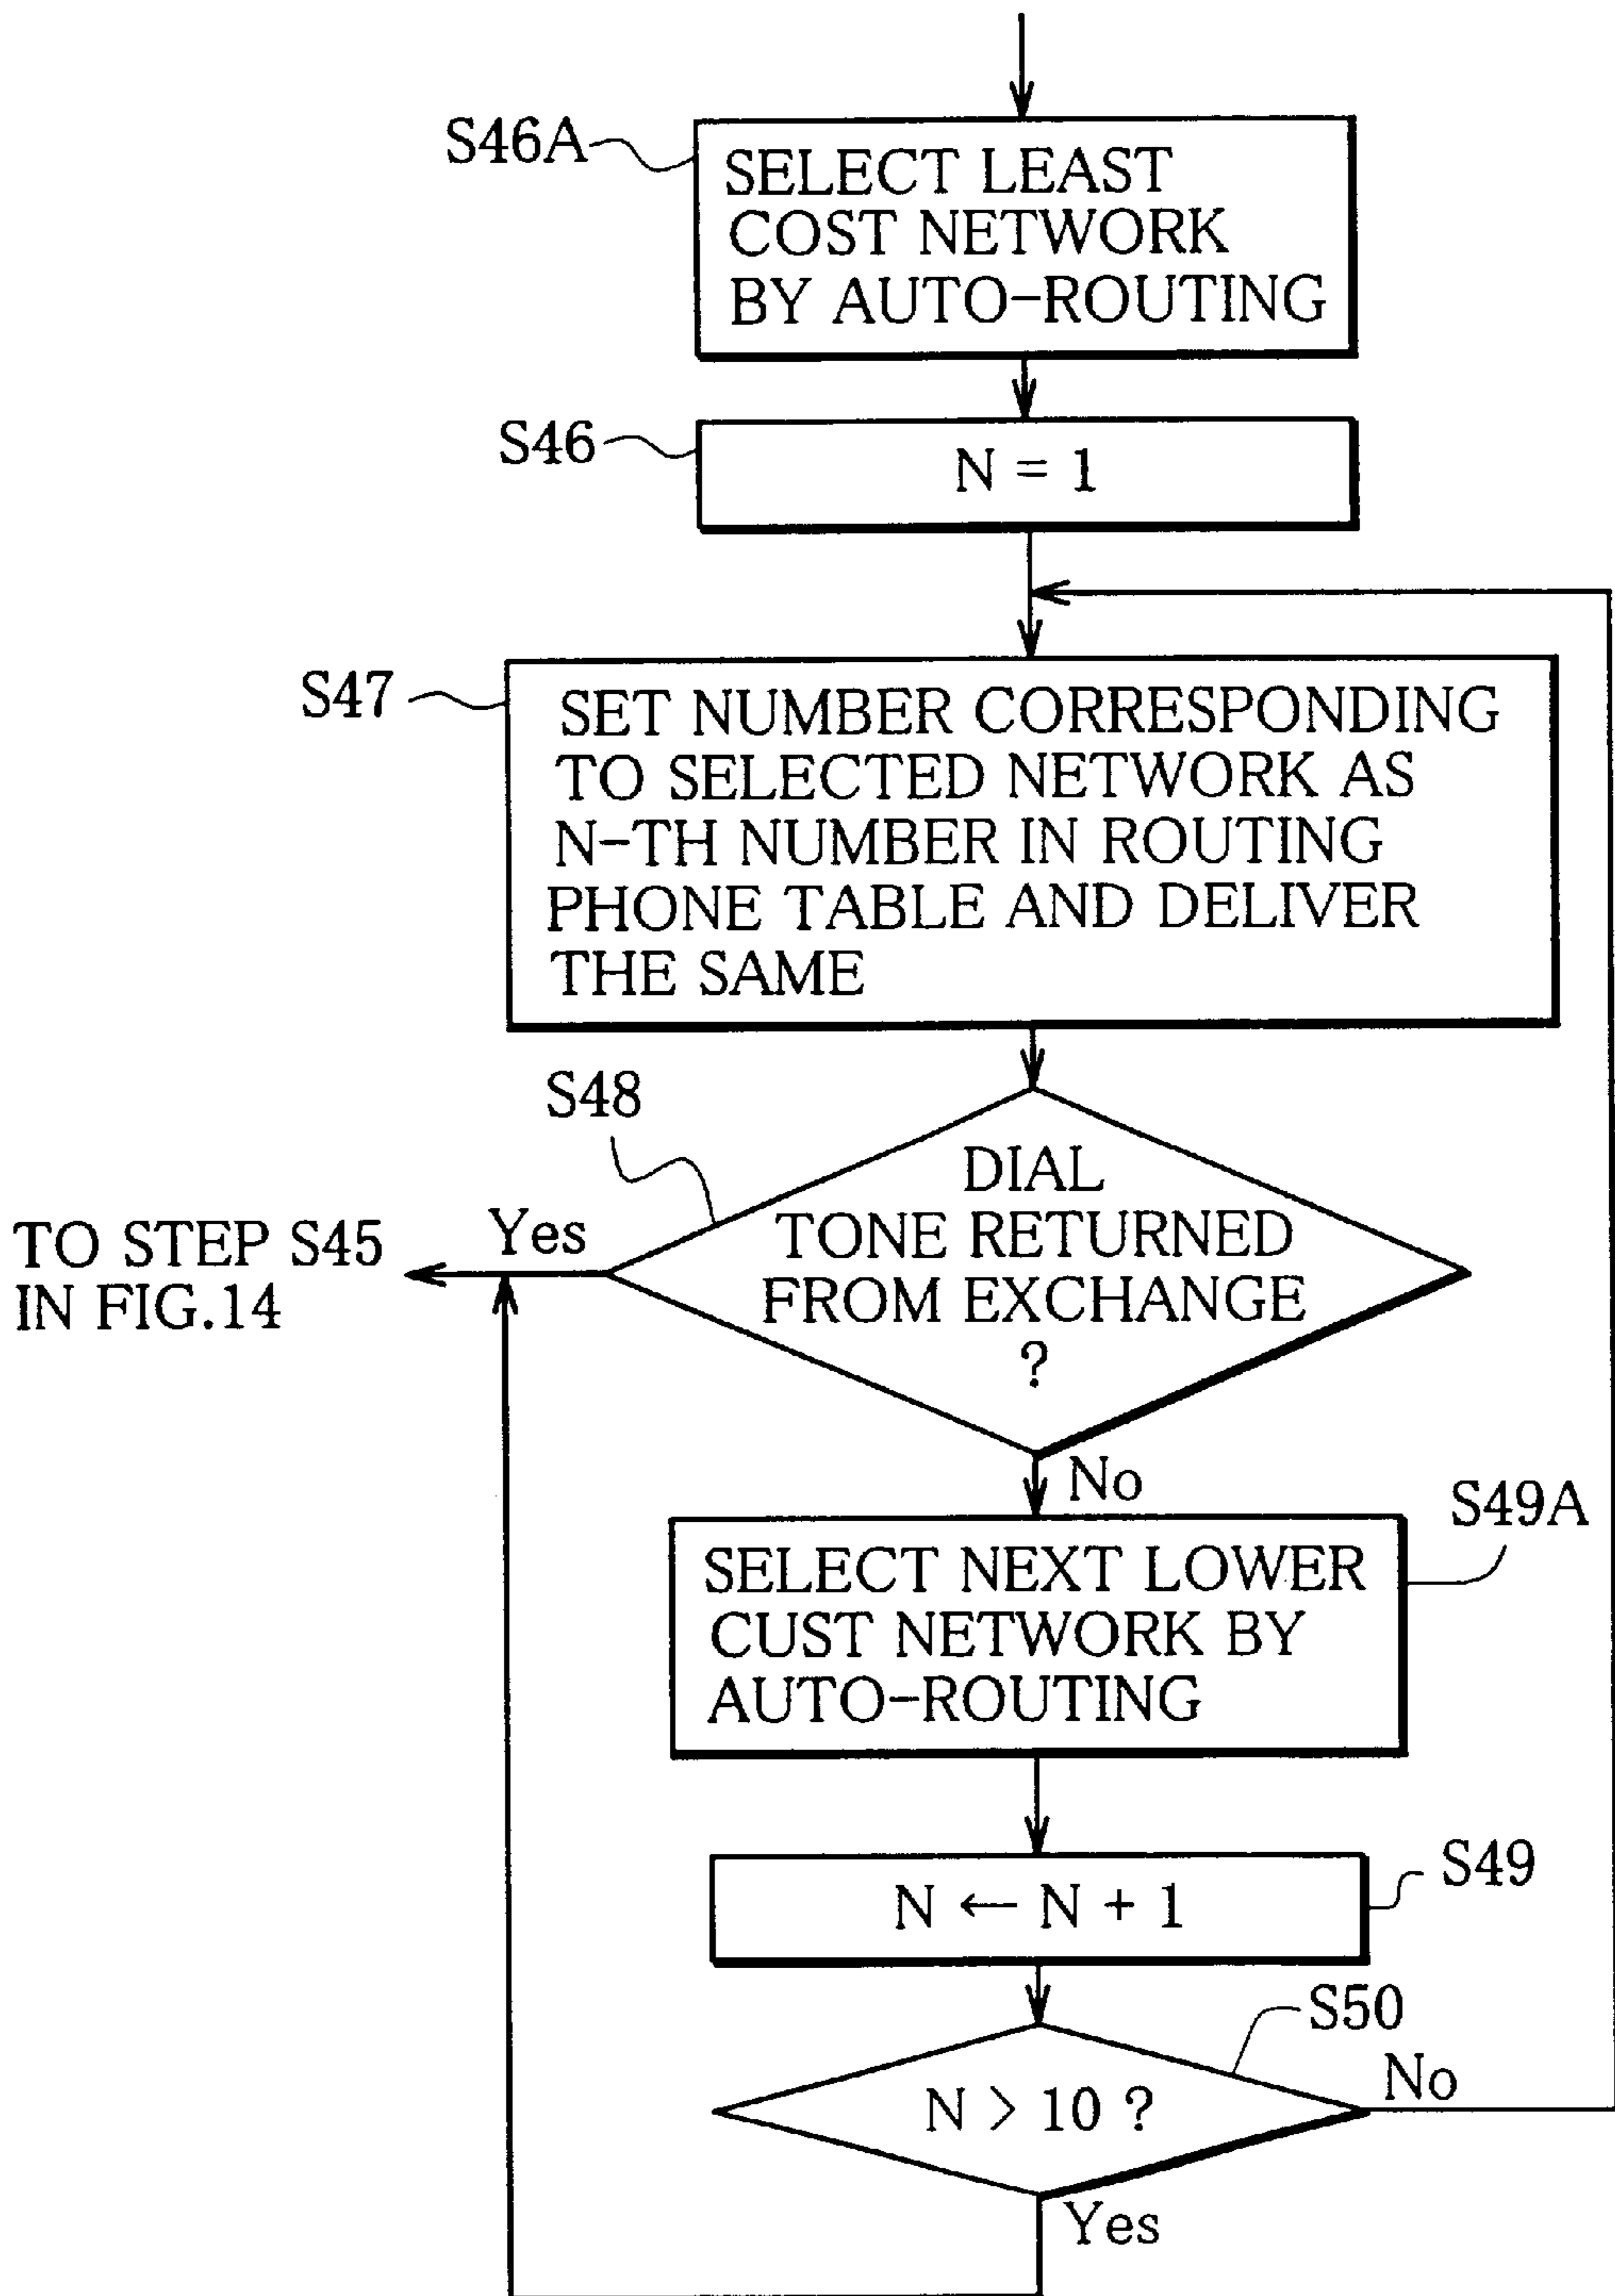 S46A
SELECT LEAST
COST NETWORK
BY AUTO-ROUTING
S46
N = 1
S47
SET NUMBER CORRESPONDING
TO SELECTED NETWORK AS
N-TH NUMBER IN ROUTING
PHONE TABLE AND DELIVER
THE SAME
S48
DIAL
TONE RETURNED
FROM EXCHANGE
?
Yes
TO STEP S45
IN FIG.14
No
S49A
SELECT NEXT LOWER
CUST NETWORK BY
AUTO-ROUTING
S49
N ← N + 1
S50
N > 10 ?
No
Yes